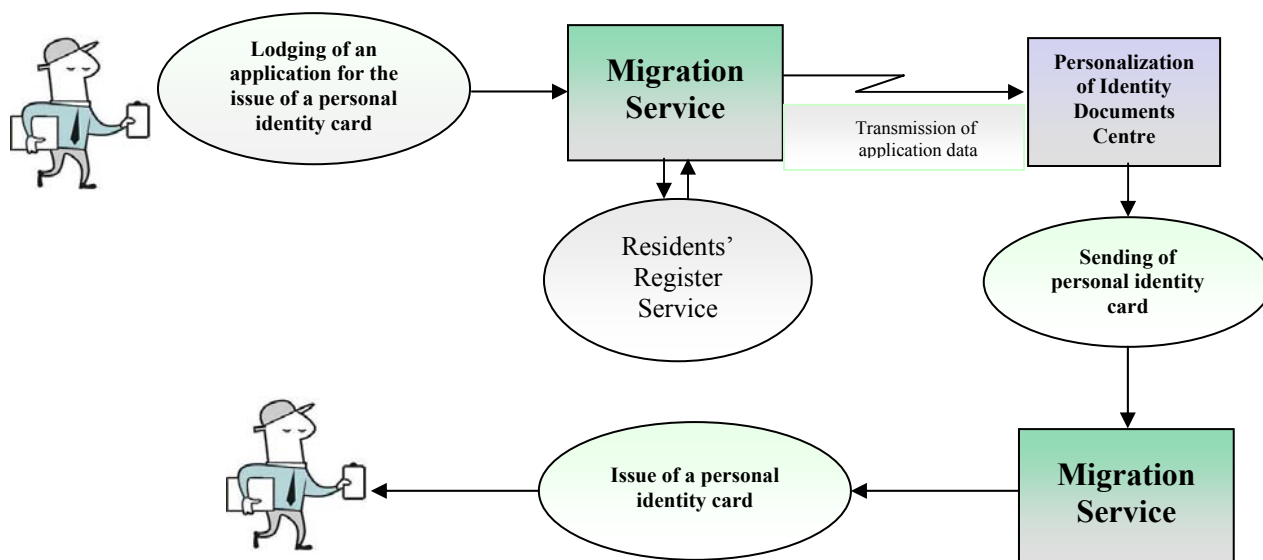 Lodging of an
application for the
issue of a personal
identity card
Migration
Service
Transmission of
application data
Personalization
of Identity
Documents
Centre
Residents’
Register
Service
Sending of
personal identity
card
Issue of a personal
identity card
Migration
Service